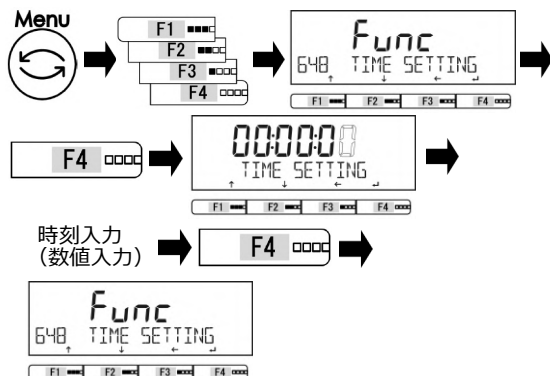 Menu
F1
F2
F3
F4
Func
648 TIME SETTING
↑ ↓ ← ↵
F1 F2 F3 F4
F4
00:00:00
TIME SETTING
↑ ↓ ← ↵
F1 F2 F3 F4
時刻入力
(数値入力)
F4
Func
648 TIME SETTING
↑ ↓ ← ↵
F1 F2 F3 F4